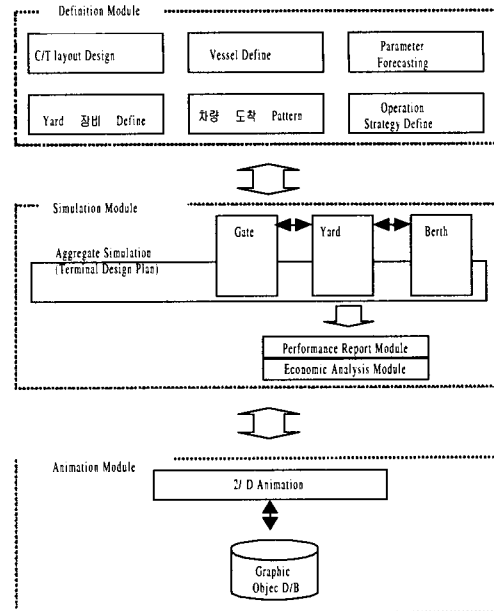 Definition Module
C/T layout Design
Vessel Define
Parameter
Forecasting
Yard 장비 Define
차량 도착 Pattern
Operation
Strategy Define
Simulation Module
Gate
Yard
Berth
Aggregate Simulation
(Terminal Design Plan)
Performance Report Module
Economic Analysis Module
Animation Module
2/ D Animation
Graphic
Objec D/B